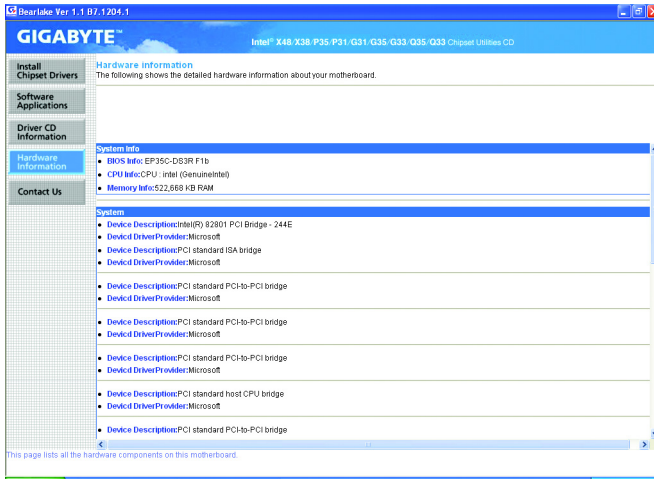 Bearlake Ver 1.1 B7.1204.1
GIGABYTE™
Intel® X48/X38/P35/P31/G31/G35/G33/Q35/Q33 Chipset Utilities CD
Install
Chipset Drivers
Software
Applications
Driver CD
Information
Hardware
Information
Contact Us
Hardware information
The following shows the detailed hardware information about your motherboard.
System Info
• BIOS Info: EP35C-DS3R F1b
• CPU Info:CPU : intel (GenuineIntel)
• Memory Info:522,668 KB RAM
System
• Device Description:Intel(R) 82801 PCI Bridge - 244E
• Devicd DriverProvider:Microsoft
• Device Description:PCI standard ISA bridge
• Devicd DriverProvider:Microsoft
• Device Description:PCI standard PCI-to-PCI bridge
• Devicd DriverProvider:Microsoft
• Device Description:PCI standard PCI-to-PCI bridge
• Devicd DriverProvider:Microsoft
• Device Description:PCI standard PCI-to-PCI bridge
• Devicd DriverProvider:Microsoft
• Device Description:PCI standard host CPU bridge
• Devicd DriverProvider:Microsoft
• Device Description:PCI standard PCI-to-PCI bridge
This page lists all the hardware components on this motherboard.